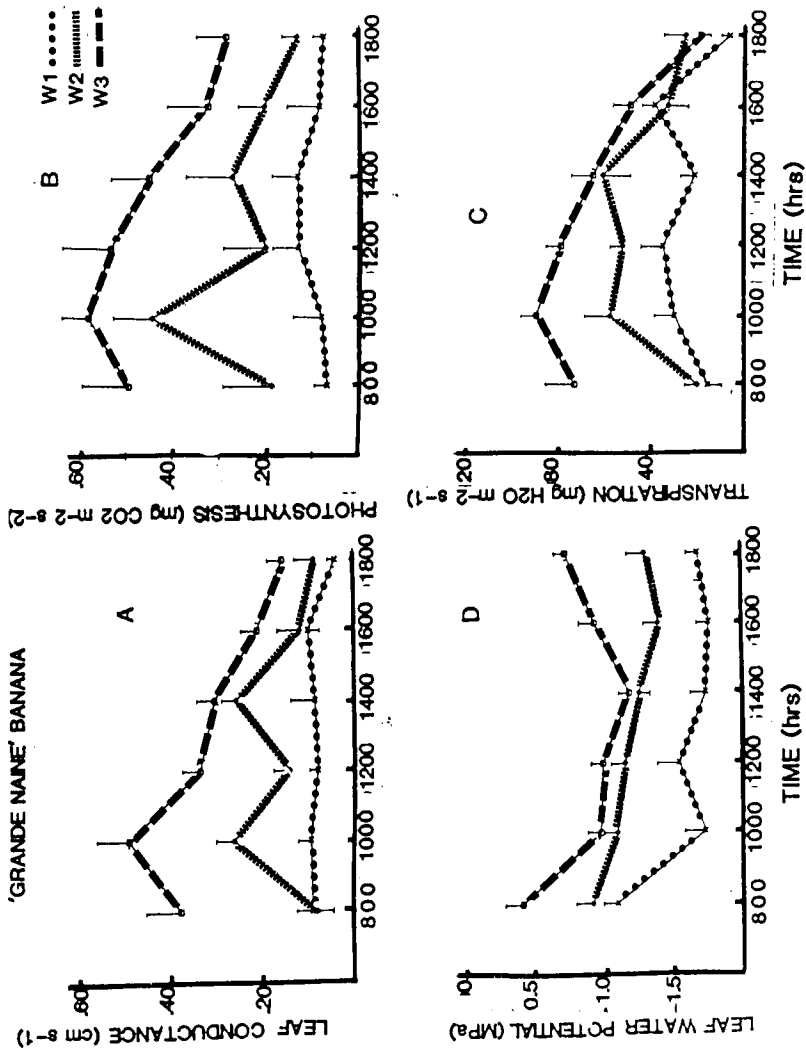 'GRANDE NAINE' BANANA
W1
W2
W3
A
LEAF CONDUCTANCE (cm s-1)
.60
.40
.20
800 1000 1200 1400 1600 1800
B
PHOTOSYNTHESIS (mg CO2 m-2 s-2)
.60
.40
.20
800 1000 1200 1400 1600 1800
D
LEAF WATER POTENTIAL (MPa)
0
0.5
-1.0
-1.5
800 1000 1200 1400 1600 1800
TIME (hrs)
C
TRANSPIRATION (mg H2O m-2 s-1)
120
80
40
800 1000 1200 1400 1600 1800
TIME (hrs)